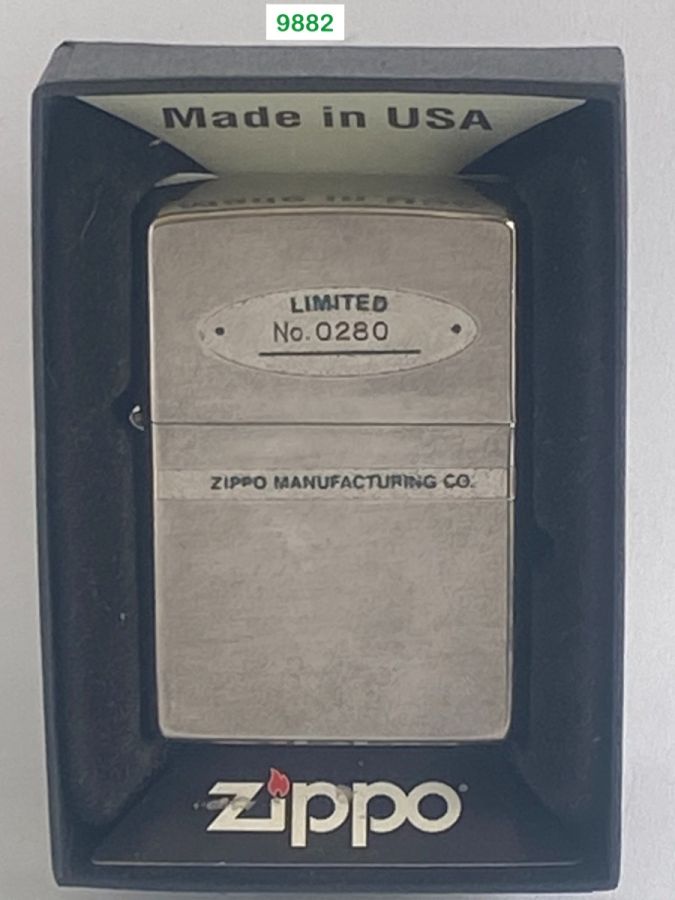 9882
Made in USA
LIMITED
No. 0280
ZIPPO MANUFACTURING CO.
zippo